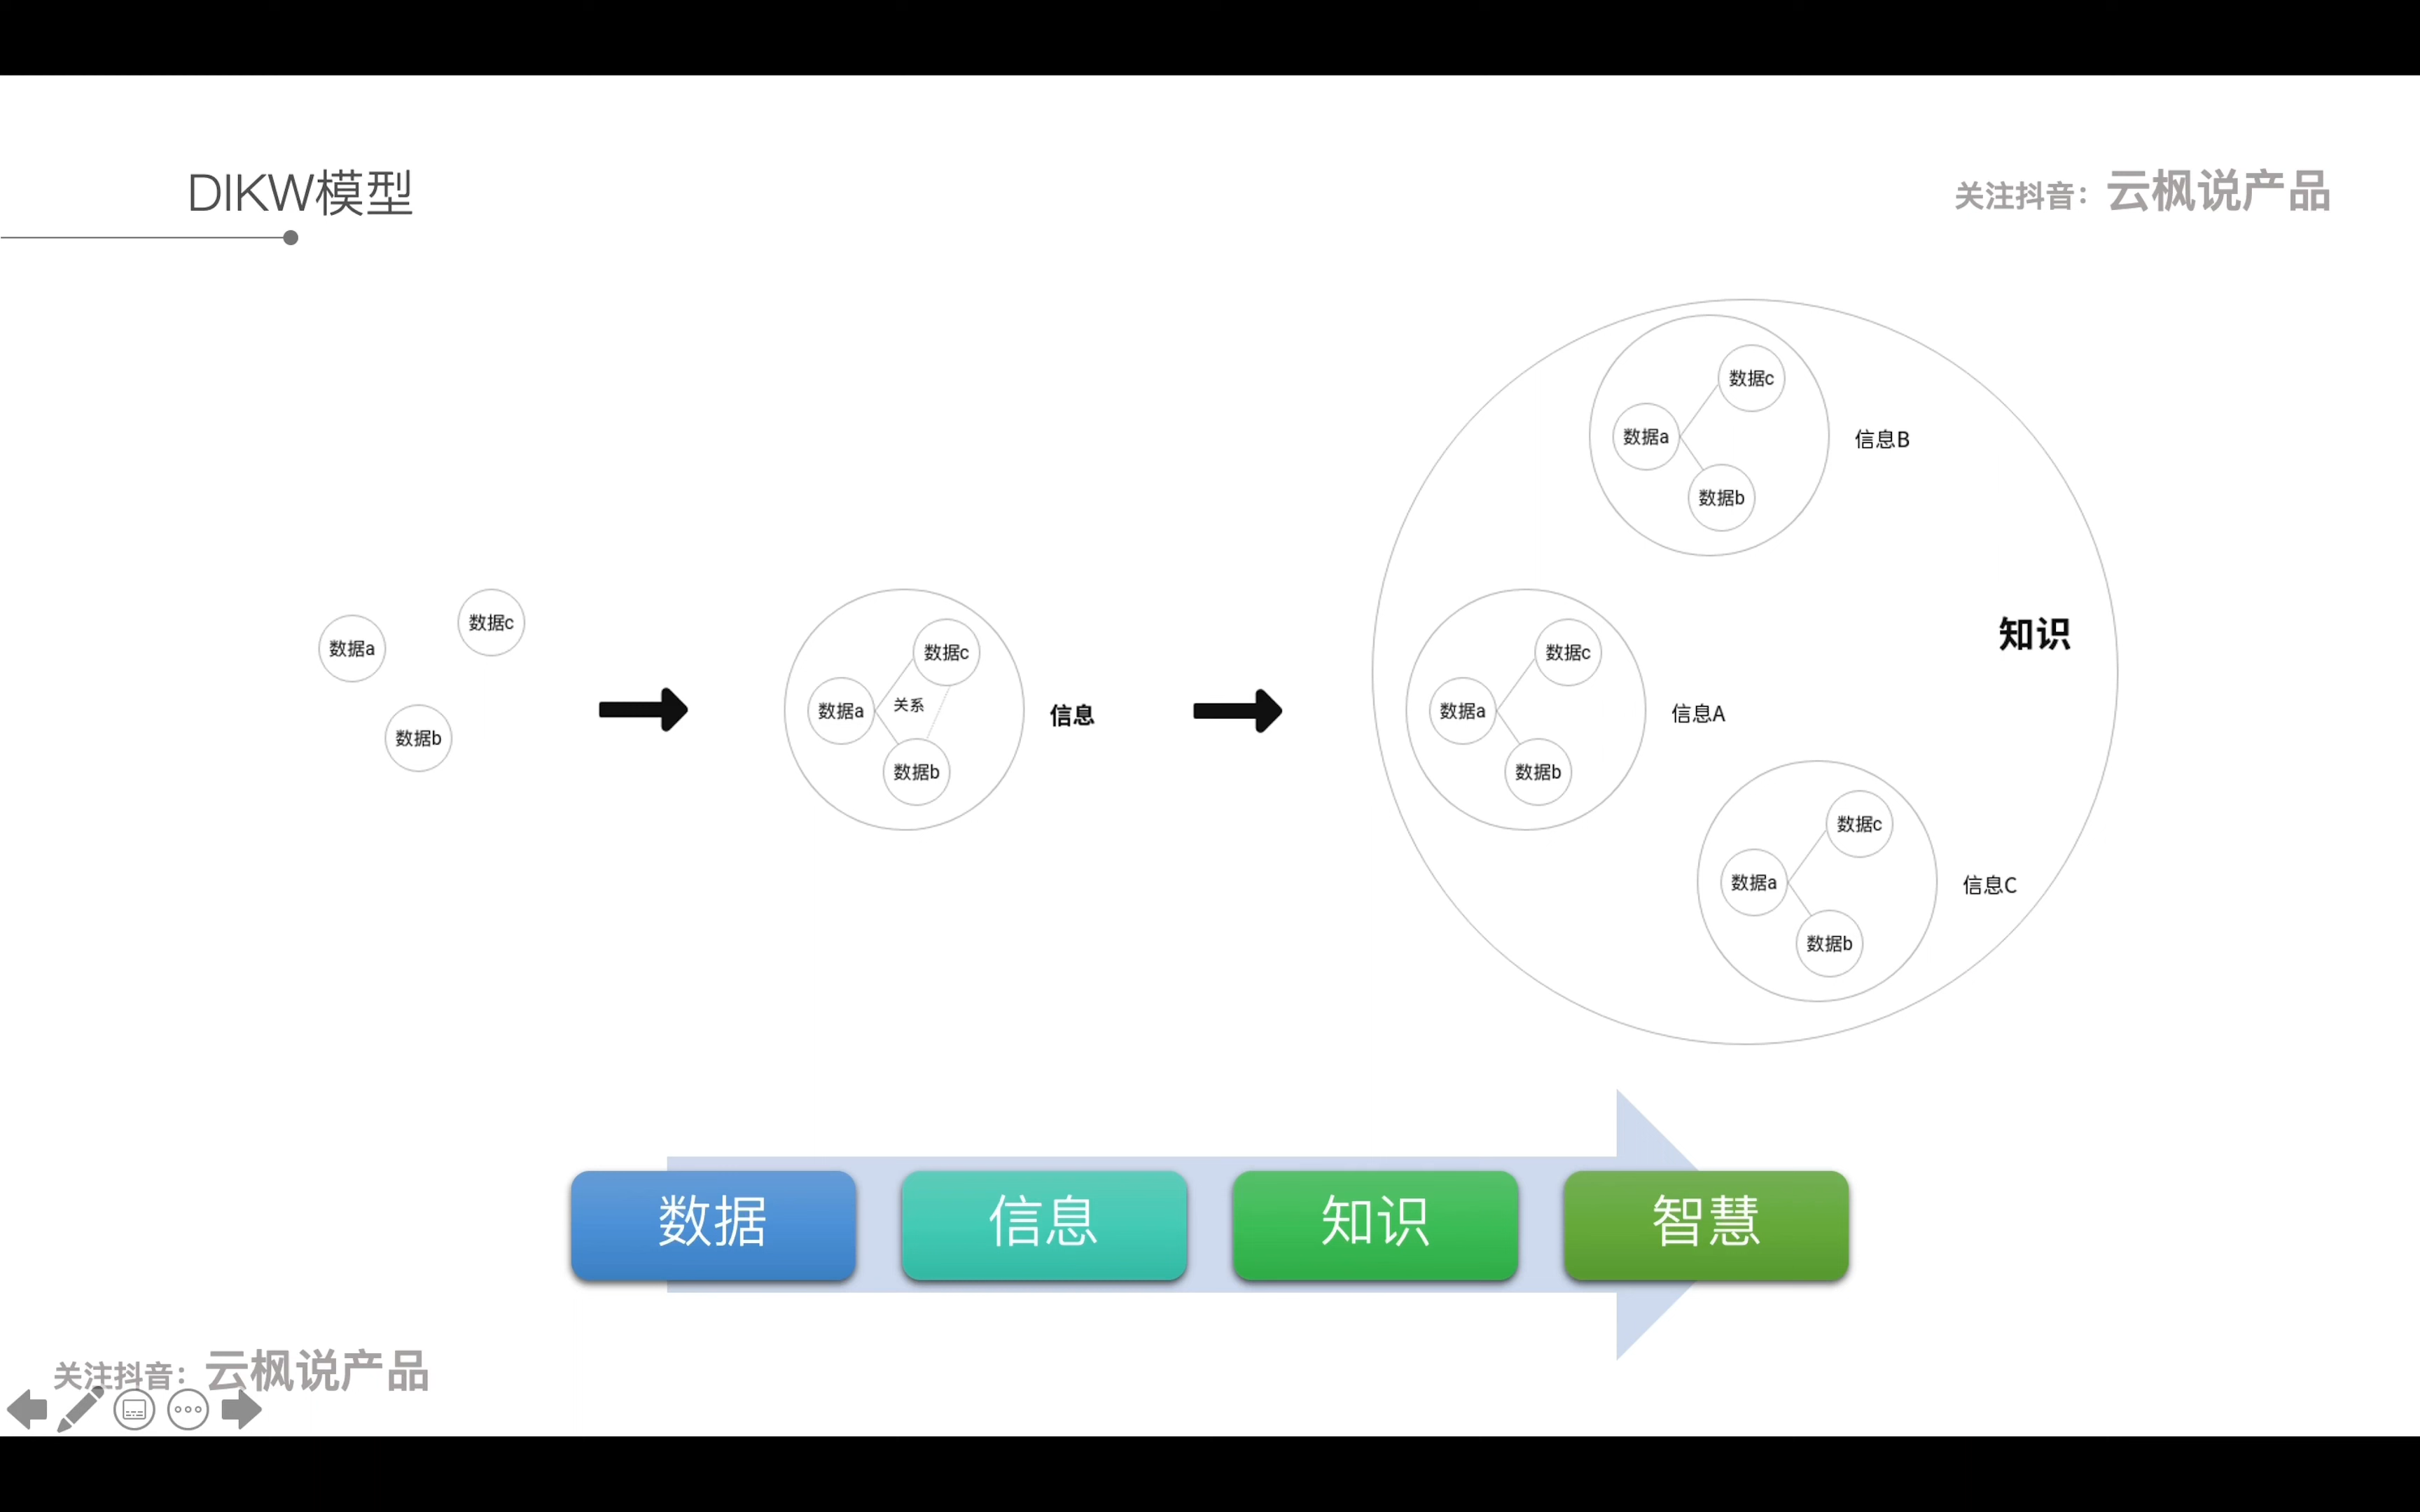 DIKW模型
关注抖音：云枫说产品
数据a
数据c
数据b
数据c
数据a
关系
数据b
信息
数据c
数据a
数据b
信息B
数据c
数据a
数据b
信息A
知识
数据c
数据a
数据b
信息C
数据
信息
知识
智慧
关注抖音：云枫说产品